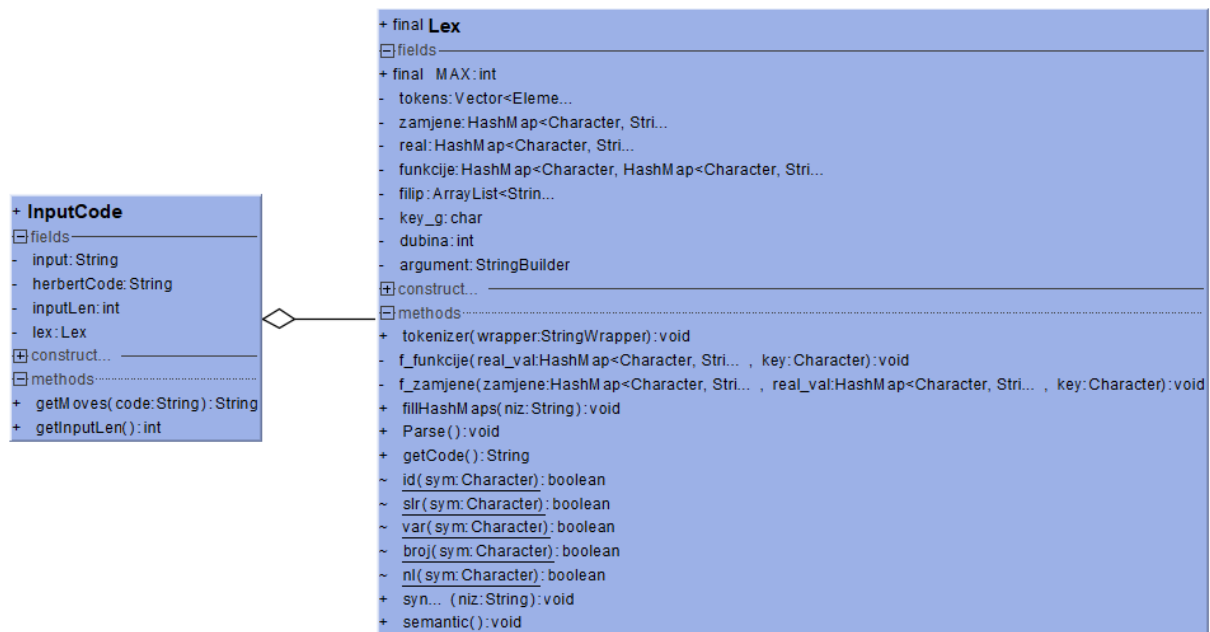 + InputCode
fields
- input: String
- herbertCode: String
- inputLen: int
- lex: Lex
construct...
methods
+ getMoves(code:String): String
+ getInputLen(): int
+ final Lex
fields
+ final MAX: int
- tokens: Vector<Eleme...
- zamjene: HashMap<Character, Stri...
- real: HashMap<Character, Stri...
- funkcije: HashMap<Character, HashMap<Character, Stri...
- filip: ArrayList<Strin...
- key_g: char
- dubina: int
- argument: StringBuilder
construct...
methods
+ tokenizer(wrapper:StringWrapper): void
- f_funkcije(real_val:HashMap<Character, Stri... , key:Character): void
- f_zamjene(zamjene:HashMap<Character, Stri... , real_val:HashMap<Character, Stri... , key:Character): void
+ fillHashMaps(niz:String): void
+ Parse(): void
+ getCode(): String
~ id(sym:Character): boolean
~ slr(sym:Character): boolean
~ var(sym:Character): boolean
~ broj(sym:Character): boolean
~ nl(sym:Character): boolean
+ syn... (niz:String): void
+ semantic(): void